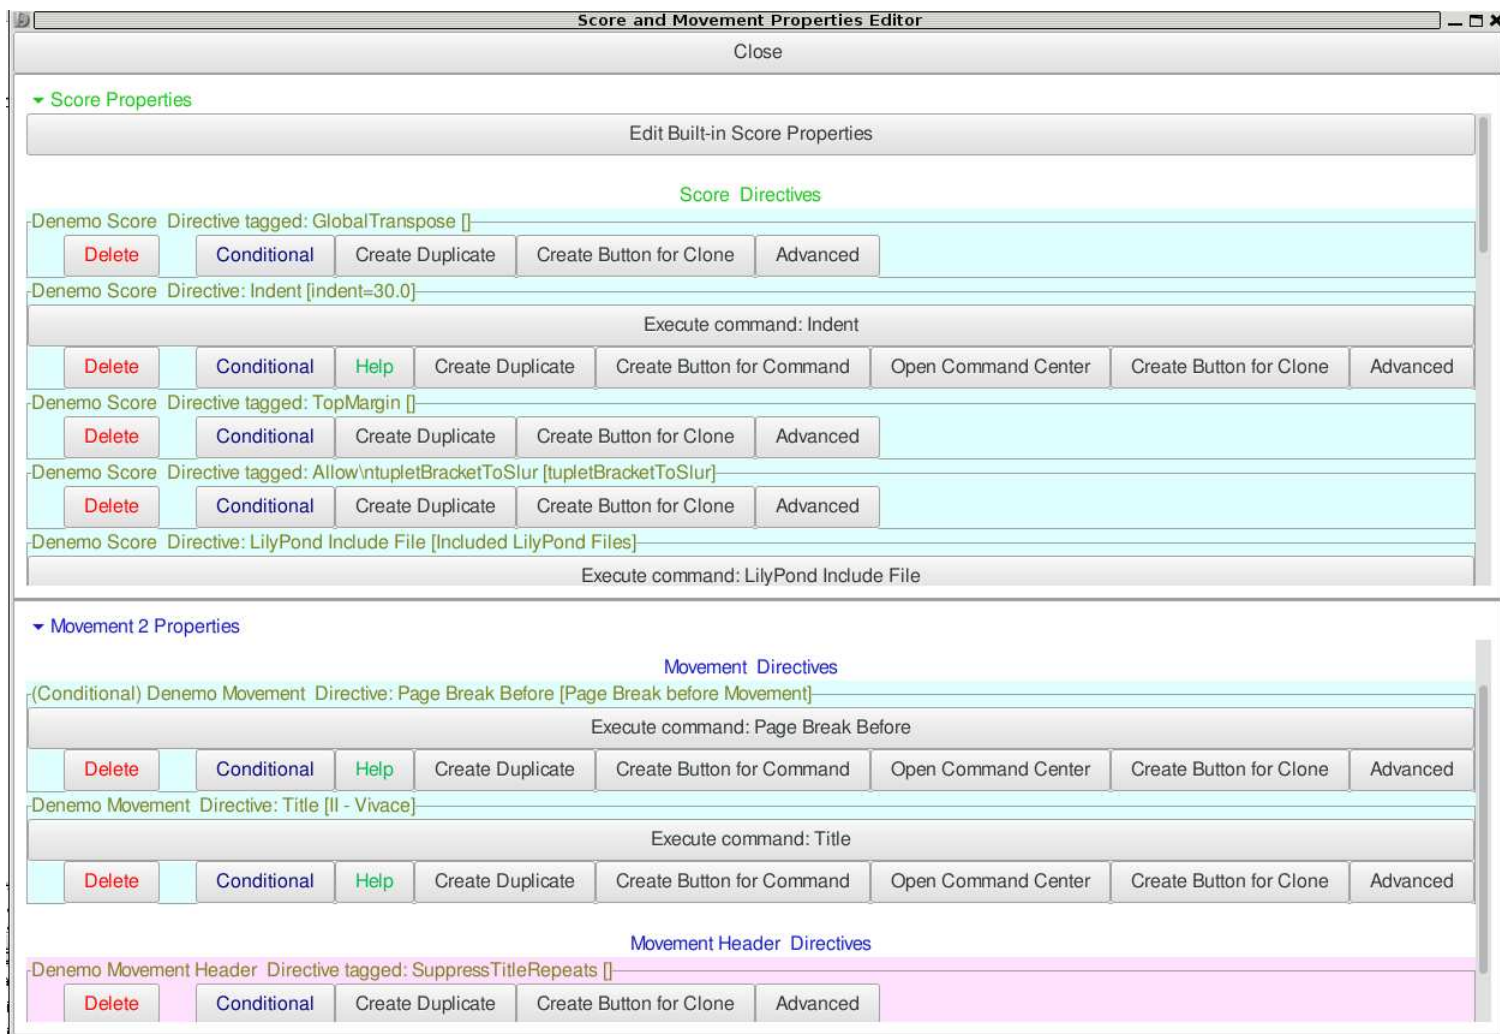 Score and Movement Properties Editor
Close
Score Properties
Edit Built-in Score Properties
Score Directives
Denemo Score Directive tagged: GlobalTranspose []
Delete Conditional Create Duplicate Create Button for Clone Advanced
Denemo Score Directive: Indent [indent=30.0]
Execute command: Indent
Delete Conditional Help Create Duplicate Create Button for Command Open Command Center Create Button for Clone Advanced
Denemo Score Directive tagged: TopMargin []
Delete Conditional Create Duplicate Create Button for Clone Advanced
Denemo Score Directive tagged: Allow\ntupletBracketToSlur [tupletBracketToSlur]
Delete Conditional Create Duplicate Create Button for Clone Advanced
Denemo Score Directive: LilyPond Include File [Included LilyPond Files]
Execute command: LilyPond Include File
Movement 2 Properties
Movement Directives
(Conditional) Denemo Movement Directive: Page Break Before [Page Break before Movement]
Execute command: Page Break Before
Delete Conditional Help Create Duplicate Create Button for Command Open Command Center Create Button for Clone Advanced
Denemo Movement Directive: Title [II - Vivace]
Execute command: Title
Delete Conditional Help Create Duplicate Create Button for Command Open Command Center Create Button for Clone Advanced
Movement Header Directives
Denemo Movement Header Directive tagged: SuppressTitleRepeats []
Delete Conditional Create Duplicate Create Button for Clone Advanced